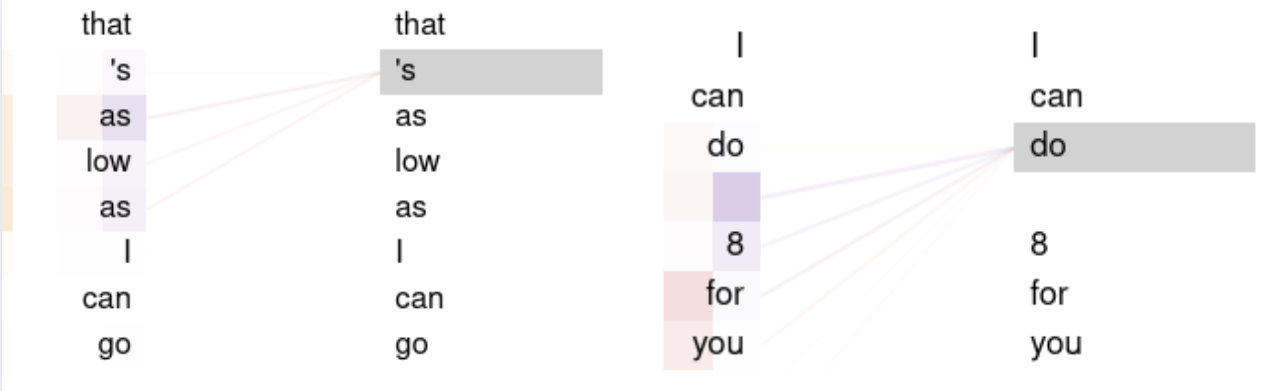 that that
's 's
as as
low low
as as
I I
can can
go go
I I
can can
do do
8 8
for for
you you